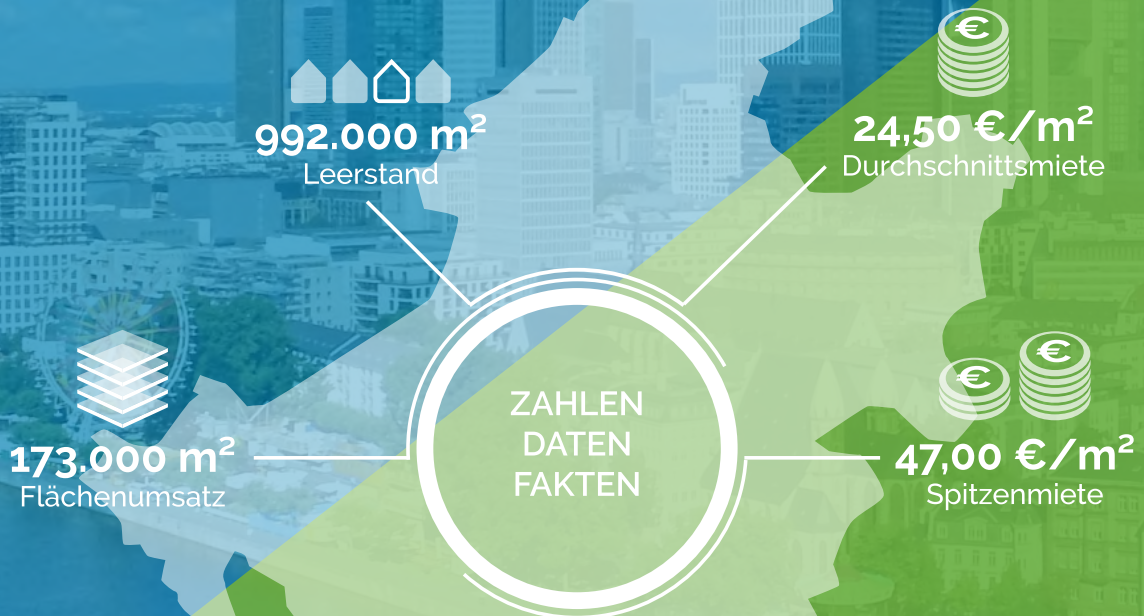 992.000 m²
Leerstand
24,50 €/m²
Durchschnittsmiete
173.000 m²
Flächenumsatz
ZAHLEN
DATEN
FAKTEN
47,00 €/m²
Spitzenmiete